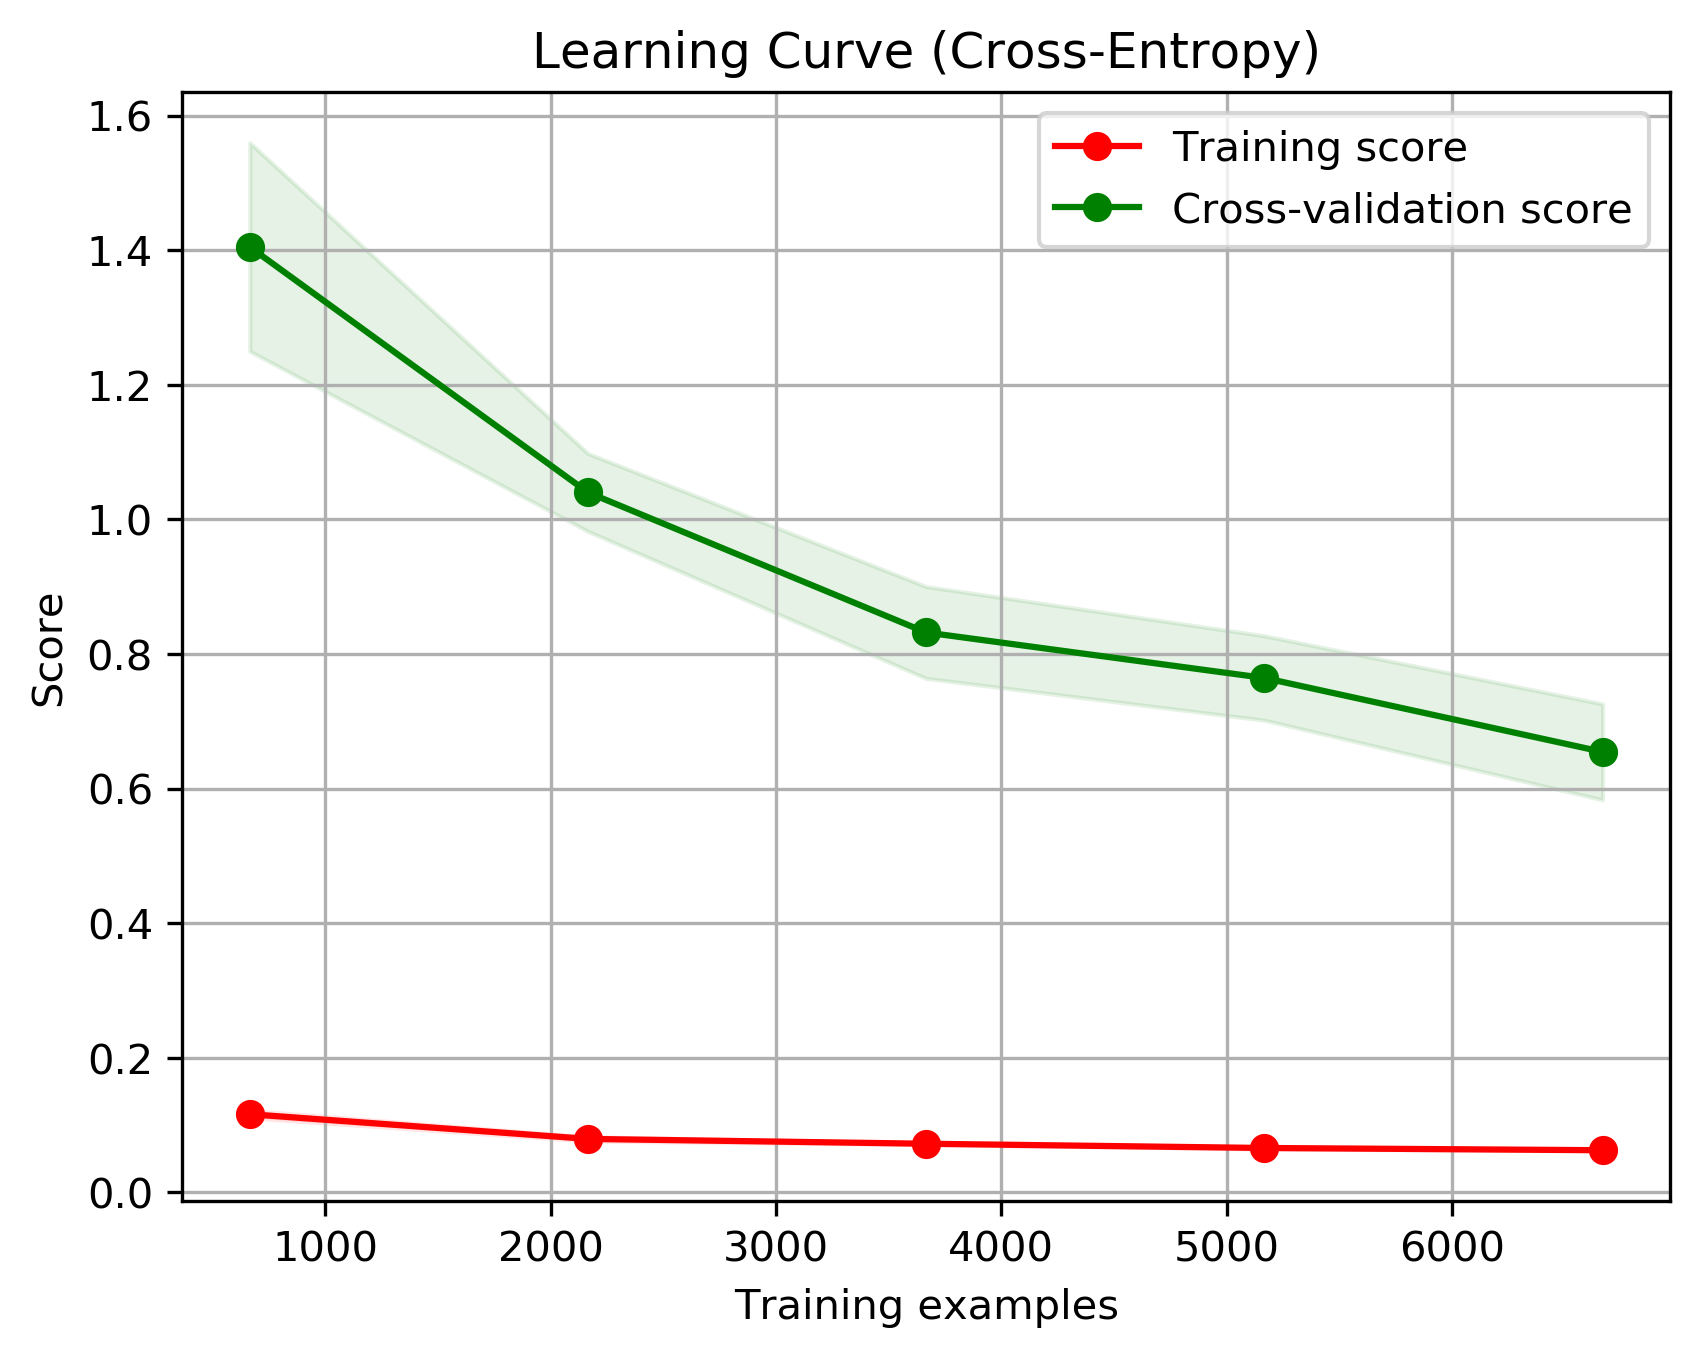 Learning Curve (Cross-Entropy)
1.6
1.4
1.2
1.0
0.8
0.6
0.4
0.2
0.0
Score
Training score
Cross-validation score
1000 2000 3000 4000 5000 6000
Training examples